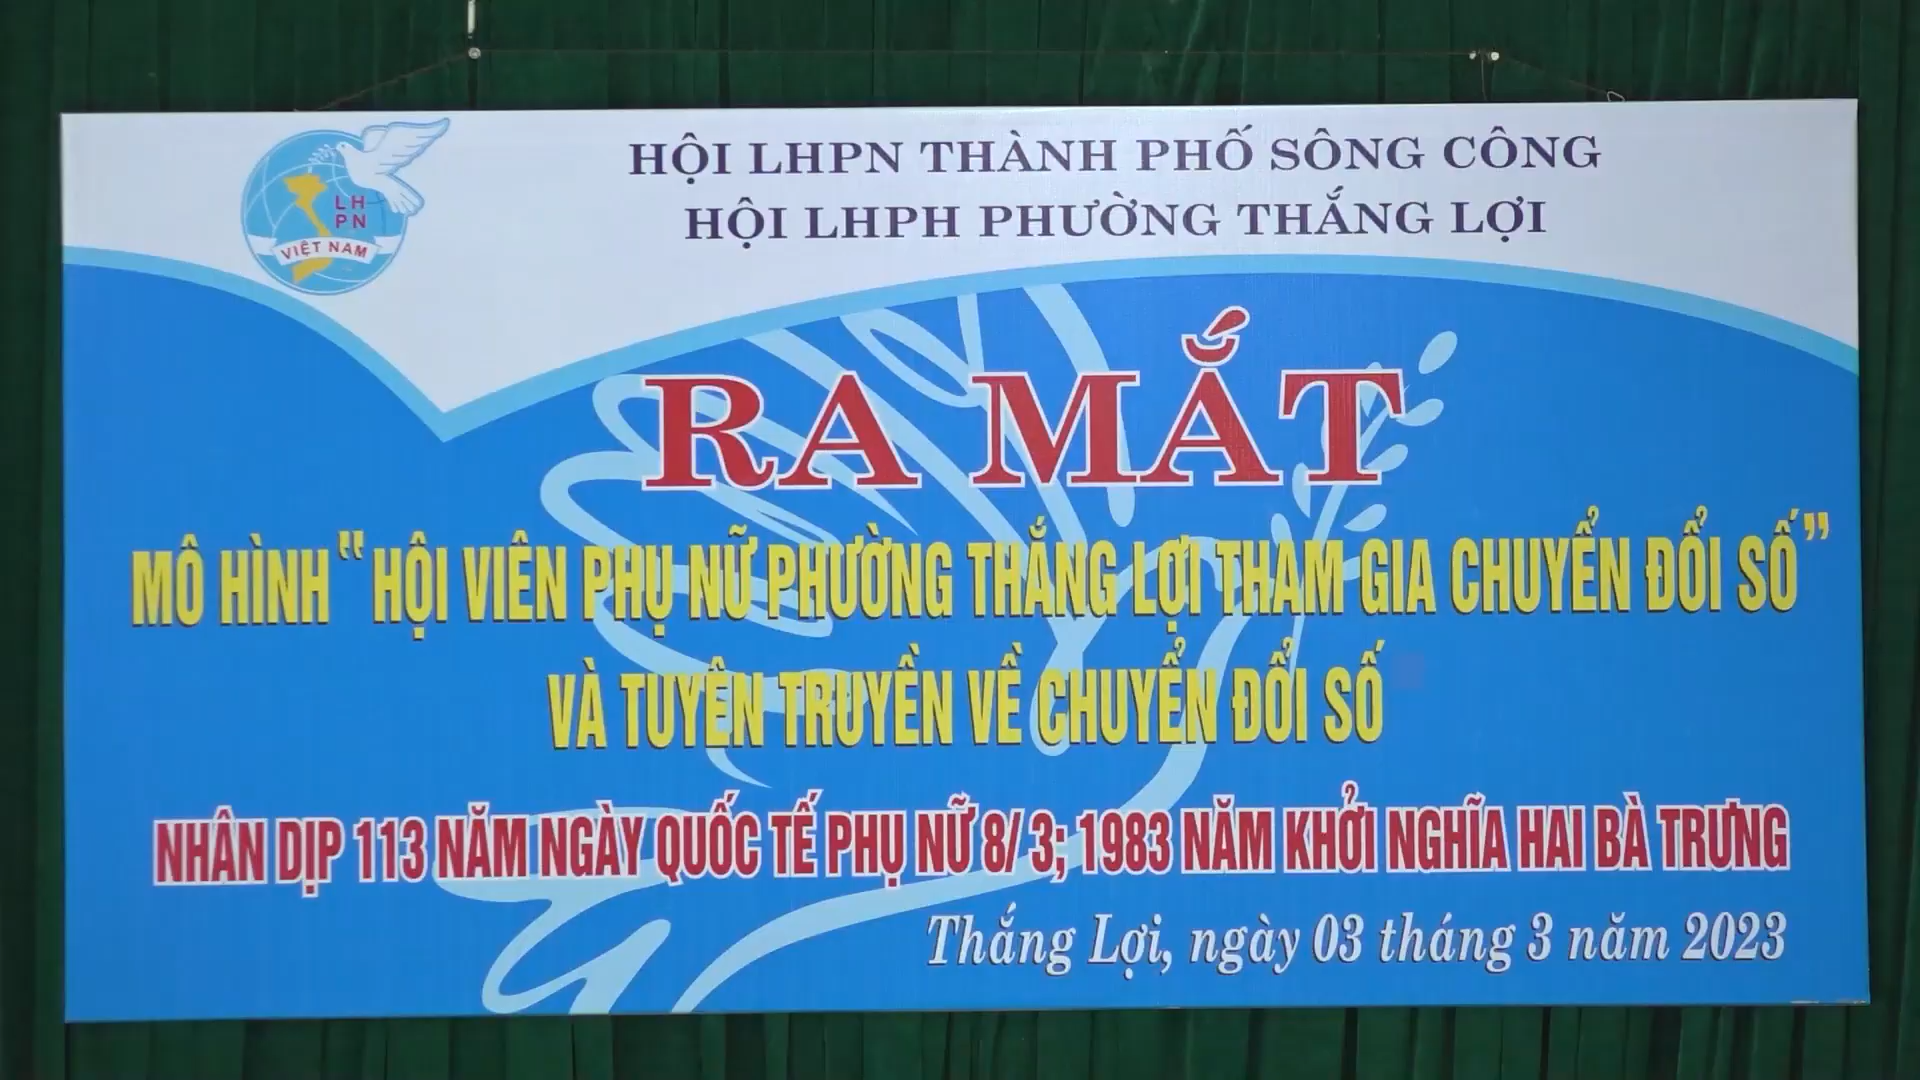 LH
PN
VIỆT NAM
HỘI LHPN THÀNH PHỐ SÔNG CÔNG
HỘI LHPH PHƯỜNG THẮNG LỢI
RA MẮT
MÔ HÌNH " HỘI VIÊN PHỤ NỮ PHƯỜNG THẮNG LỢI THAM GIA CHUYỂN ĐỔI SỐ"
VÀ TUYÊN TRUYỀN VỀ CHUYỂN ĐỔI SỐ
NHÂN DỊP 113 NĂM NGÀY QUỐC TẾ PHỤ NỮ 8/ 3; 1983 NĂM KHỞI NGHĨA HAI BÀ TRƯNG
Thắng Lợi, ngày 03 tháng 3 năm 2023